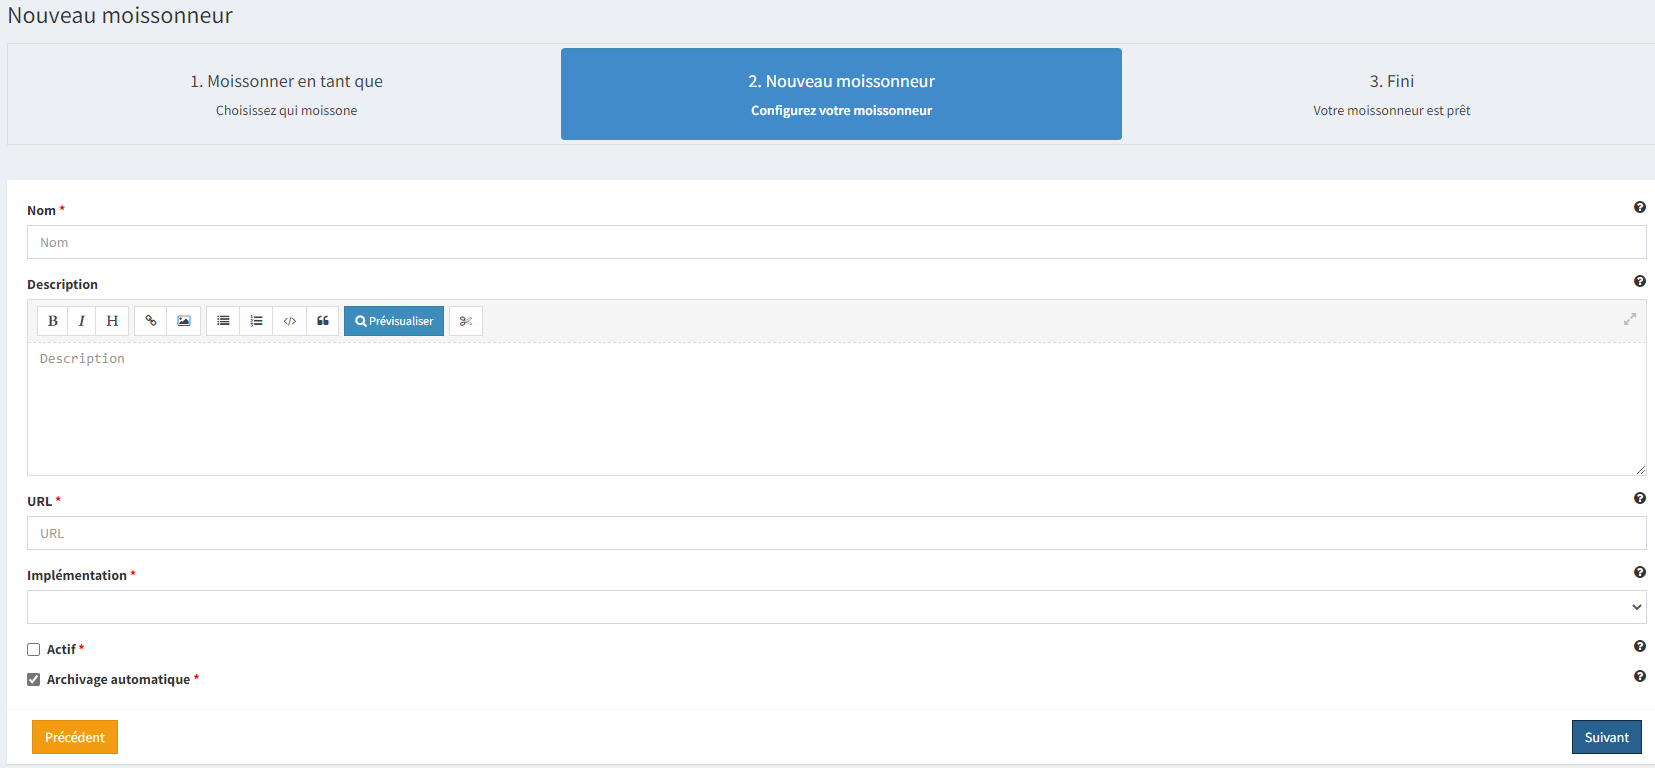 Nouveau moissonneur
1. Moissonner en tant que
Choisissez qui moissone
2. Nouveau moissonneur
Configurez votre moissonneur
3. Fini
Votre moissonneur est prêt
Nom *
Nom
Description
B I H Prévisualiser
Description
URL *
URL
Implémentation *
Actif *
Archivage automatique *
Précédent
Suivant